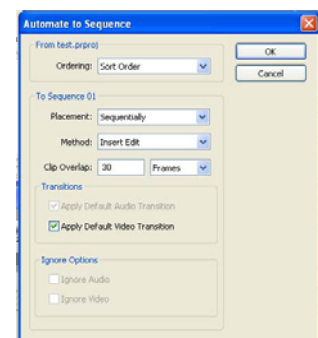 Automate to Sequence
From test.prproj
Ordering: Sort Order
OK
Cancel
To Sequence 01
Placement: Sequentially
Method: Insert Edit
Clip Overlap: 30 Frames
Transitions
Apply Default Audio Transition
Apply Default Video Transition
Ignore Options
Ignore Audio
Ignore Video